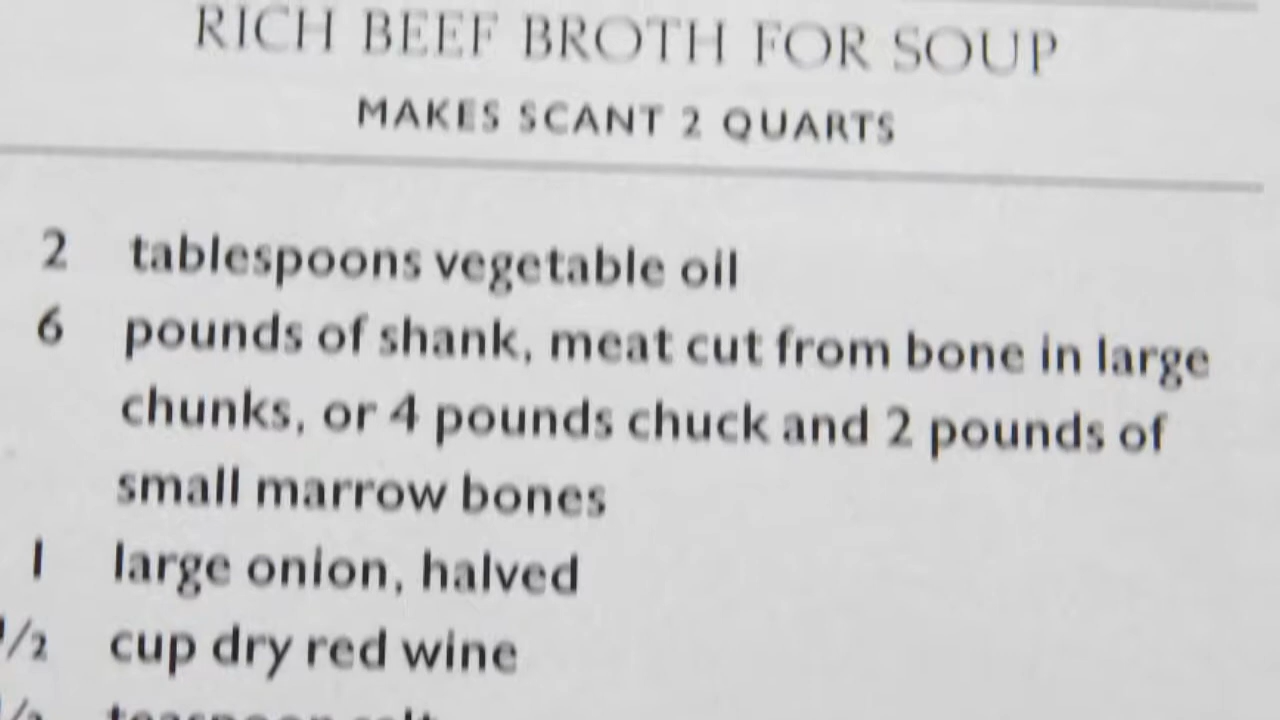 RICH BEEF BROTH FOR SOUP
MAKES SCANT 2 QUARTS
2 tablespoons vegetable oil
6 pounds of shank, meat cut from bone in large
chunks, or 4 pounds chuck and 2 pounds of
small marrow bones
1 large onion, halved
1/2 cup dry red wine
teaspoon salt